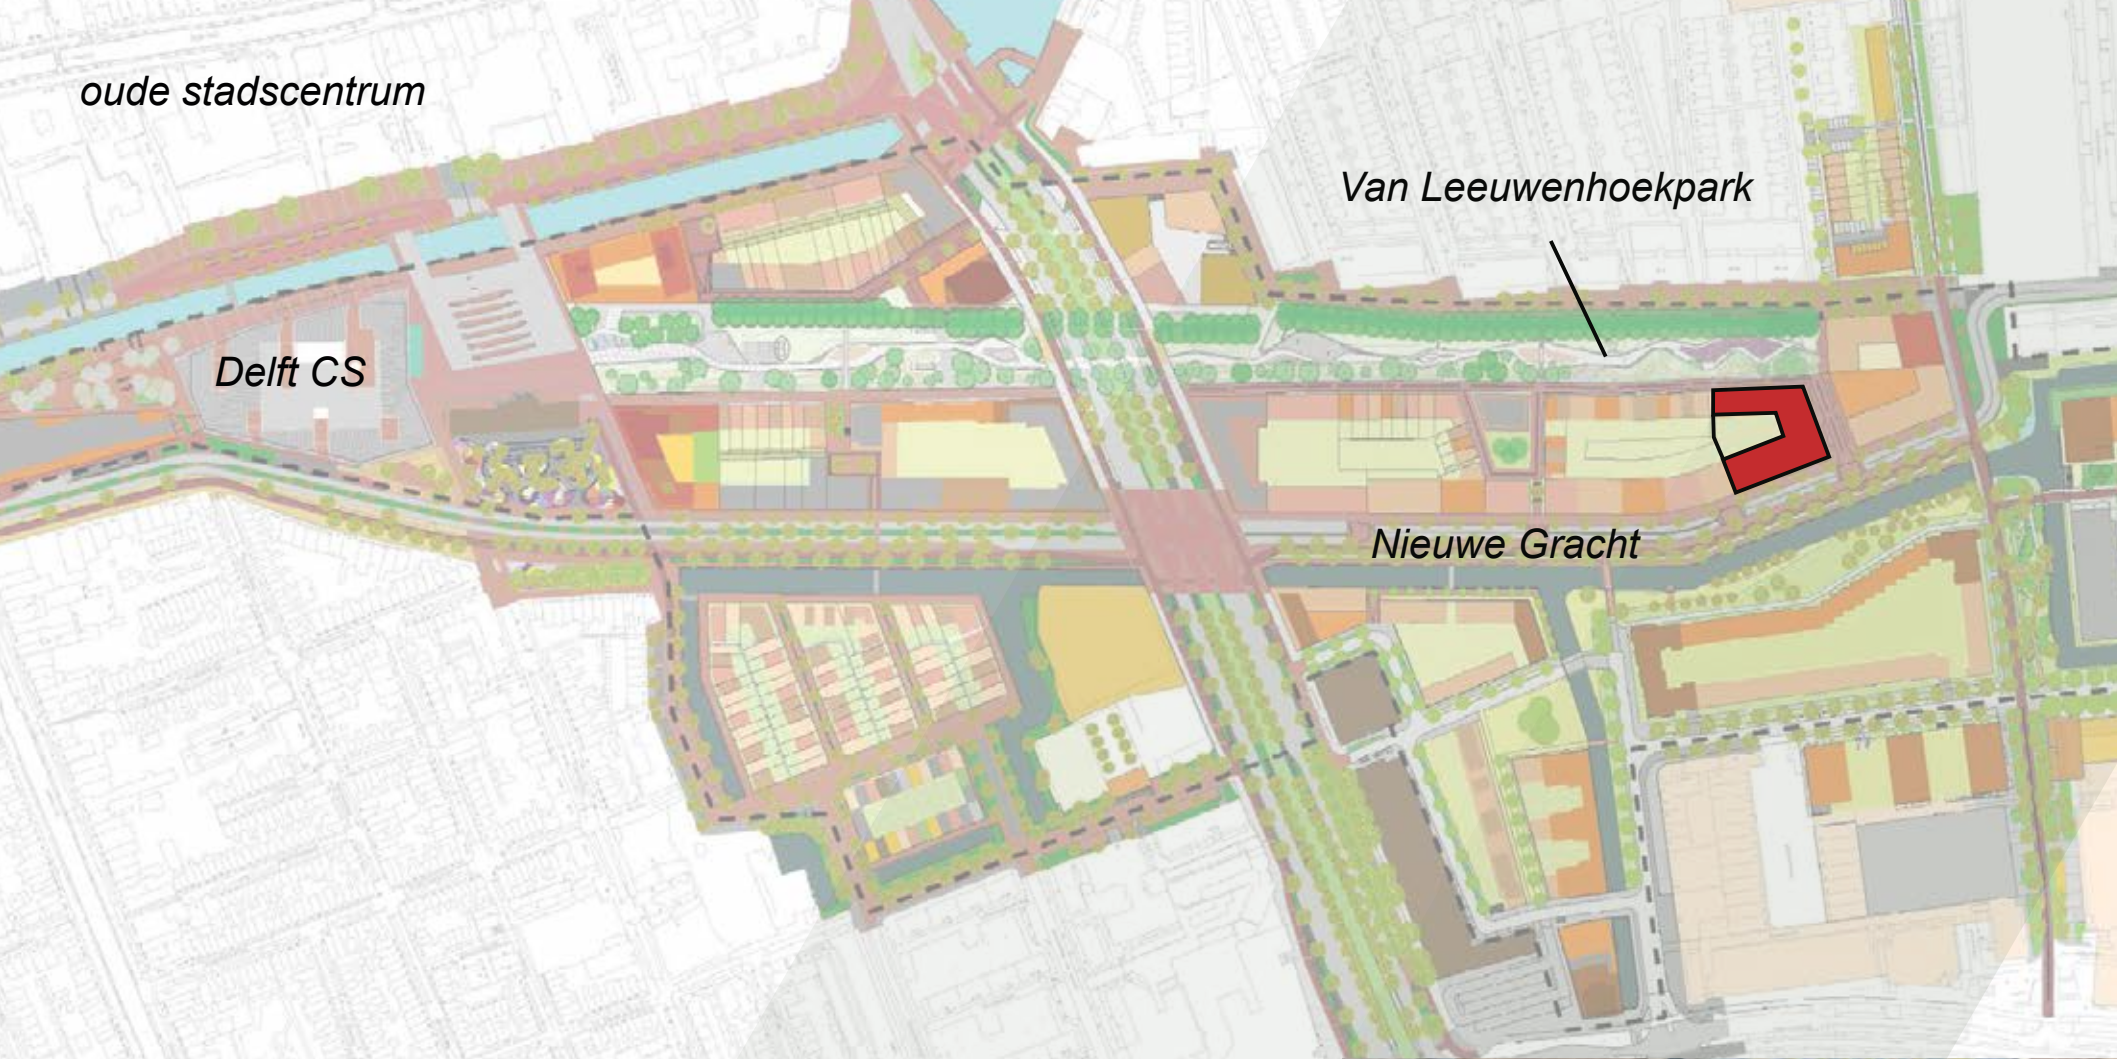 oude stadscentrum
Van Leeuwenhoekpark
Delft CS
Nieuwe Gracht